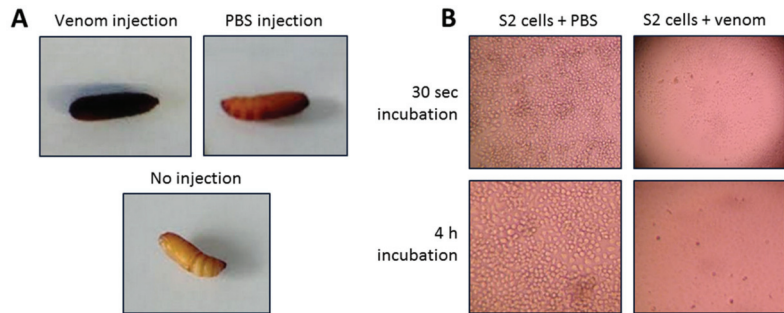 A
Venom injection
PBS injection
No injection
B
S2 cells + PBS
S2 cells + venom
30 sec
incubation
4 h
incubation